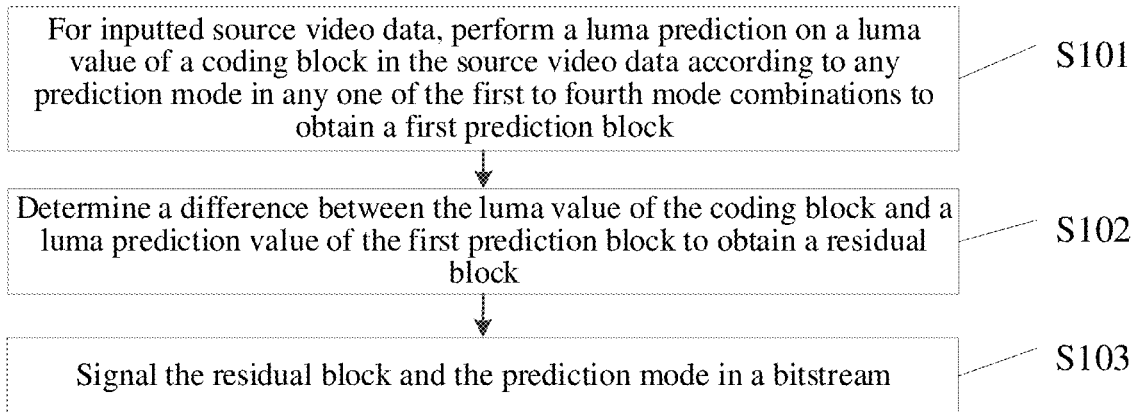 For inputted source video data, perform a luma prediction on a luma
value of a coding block in the source video data according to any
prediction mode in any one of the first to fourth mode combinations to
obtain a first prediction block
S101
Determine a difference between the luma value of the coding block and a
luma prediction value of the first prediction block to obtain a residual
block
S102
Signal the residual block and the prediction mode in a bitstream
S103